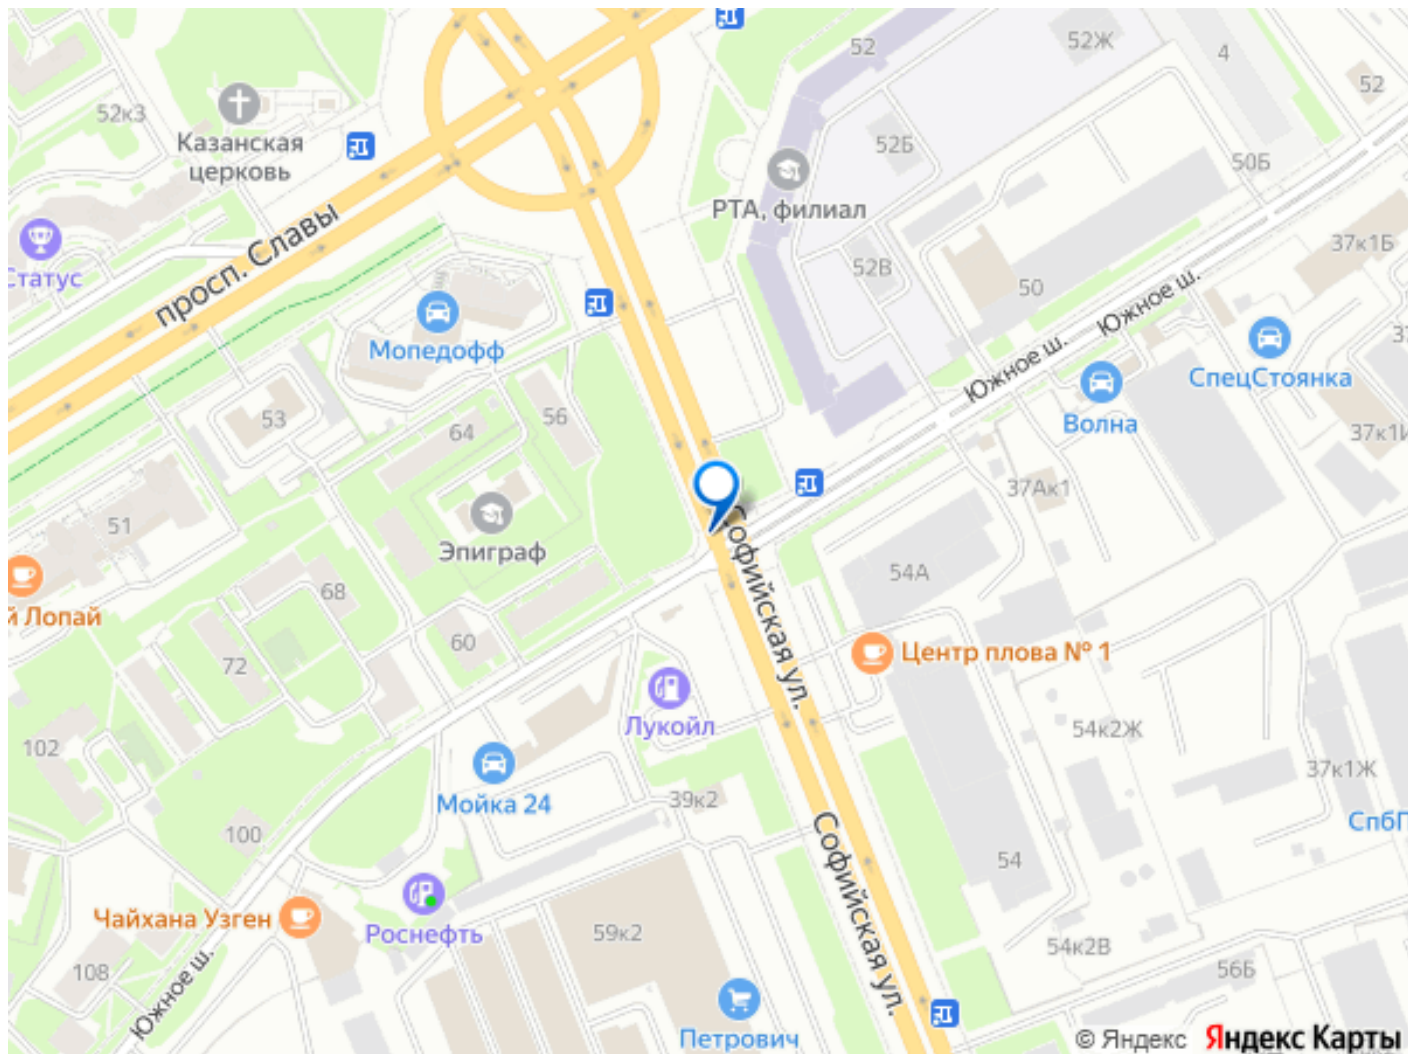 52
52Ж
4
52
52к3
Казанская
церковь
52Б
50Б
РТА, филиал
просп. Славы
37к1Б
Статус
52В
50
Южное ш.
Южное ш.
Мопедофф
СпецСтоянка
Волна
53
64
56
37к1И
37Ак1
51
Эпиграф
Софийская ул.
54А
й Лопай
68
60
72
Центр плова № 1
Лукойл
102
54к2Ж
37к1Ж
Мойка 24
39к2
СпбГ
100
Софийская ул.
54
Чайхана Узген
Роснефть
59к2
54к2В
108
56Б
Южное ш.
Петрович
© Яндекс Яндекс Карты